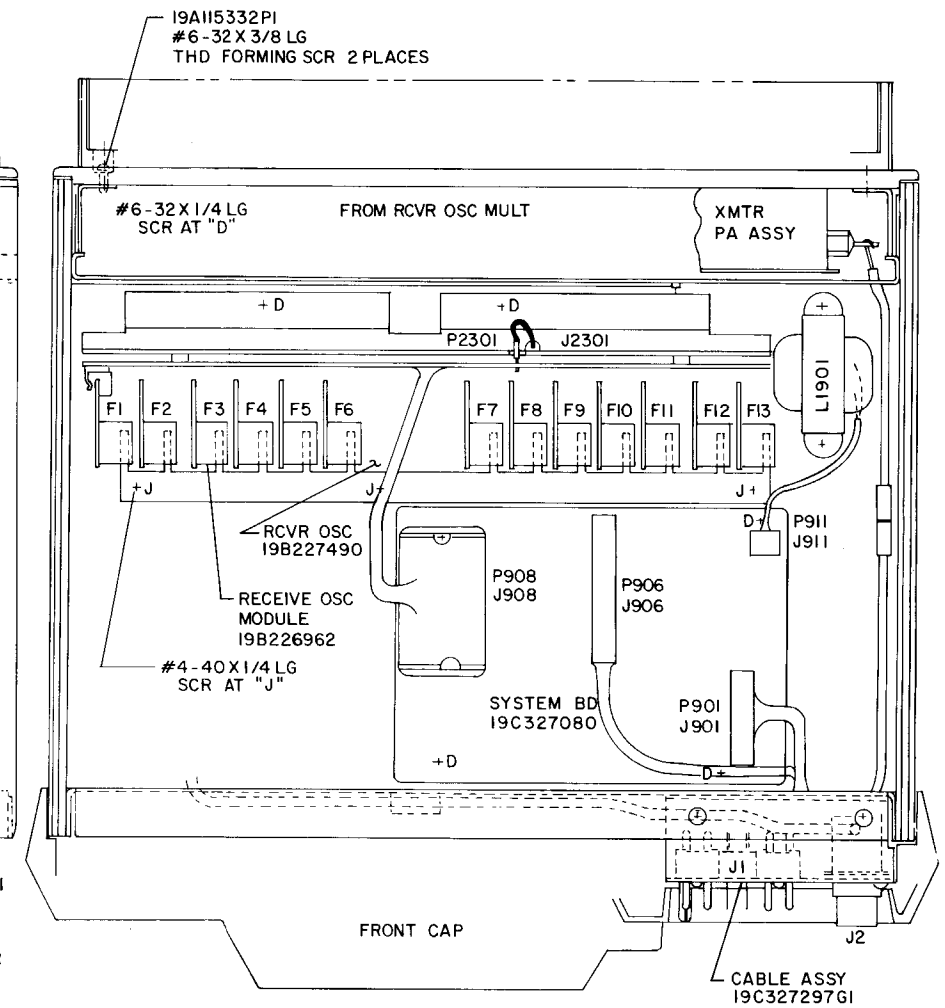 19A115332P1
#6-32 X 3/8 LG
THD FORMING SCR 2 PLACES
#6-32 X 1/4 LG
SCR AT "D"
FROM RCVR OSC MULT
XMTR
PA ASSY
+D
+D
P2301
J2301
L1901
F1
F2
F3
F4
F5
F6
F7
F8
F9
F10
F11
F12
F13
+J
J+
J+
RCVR OSC
19B227490
D+
P911
J911
P908
J908
P906
J906
RECEIVE OSC
MODULE
19B226962
#4-40 X 1/4 LG
SCR AT "J"
SYSTEM BD
19C327080
P901
J901
+D
D+
J1
FRONT CAP
J2
CABLE ASSY
19C327297G1